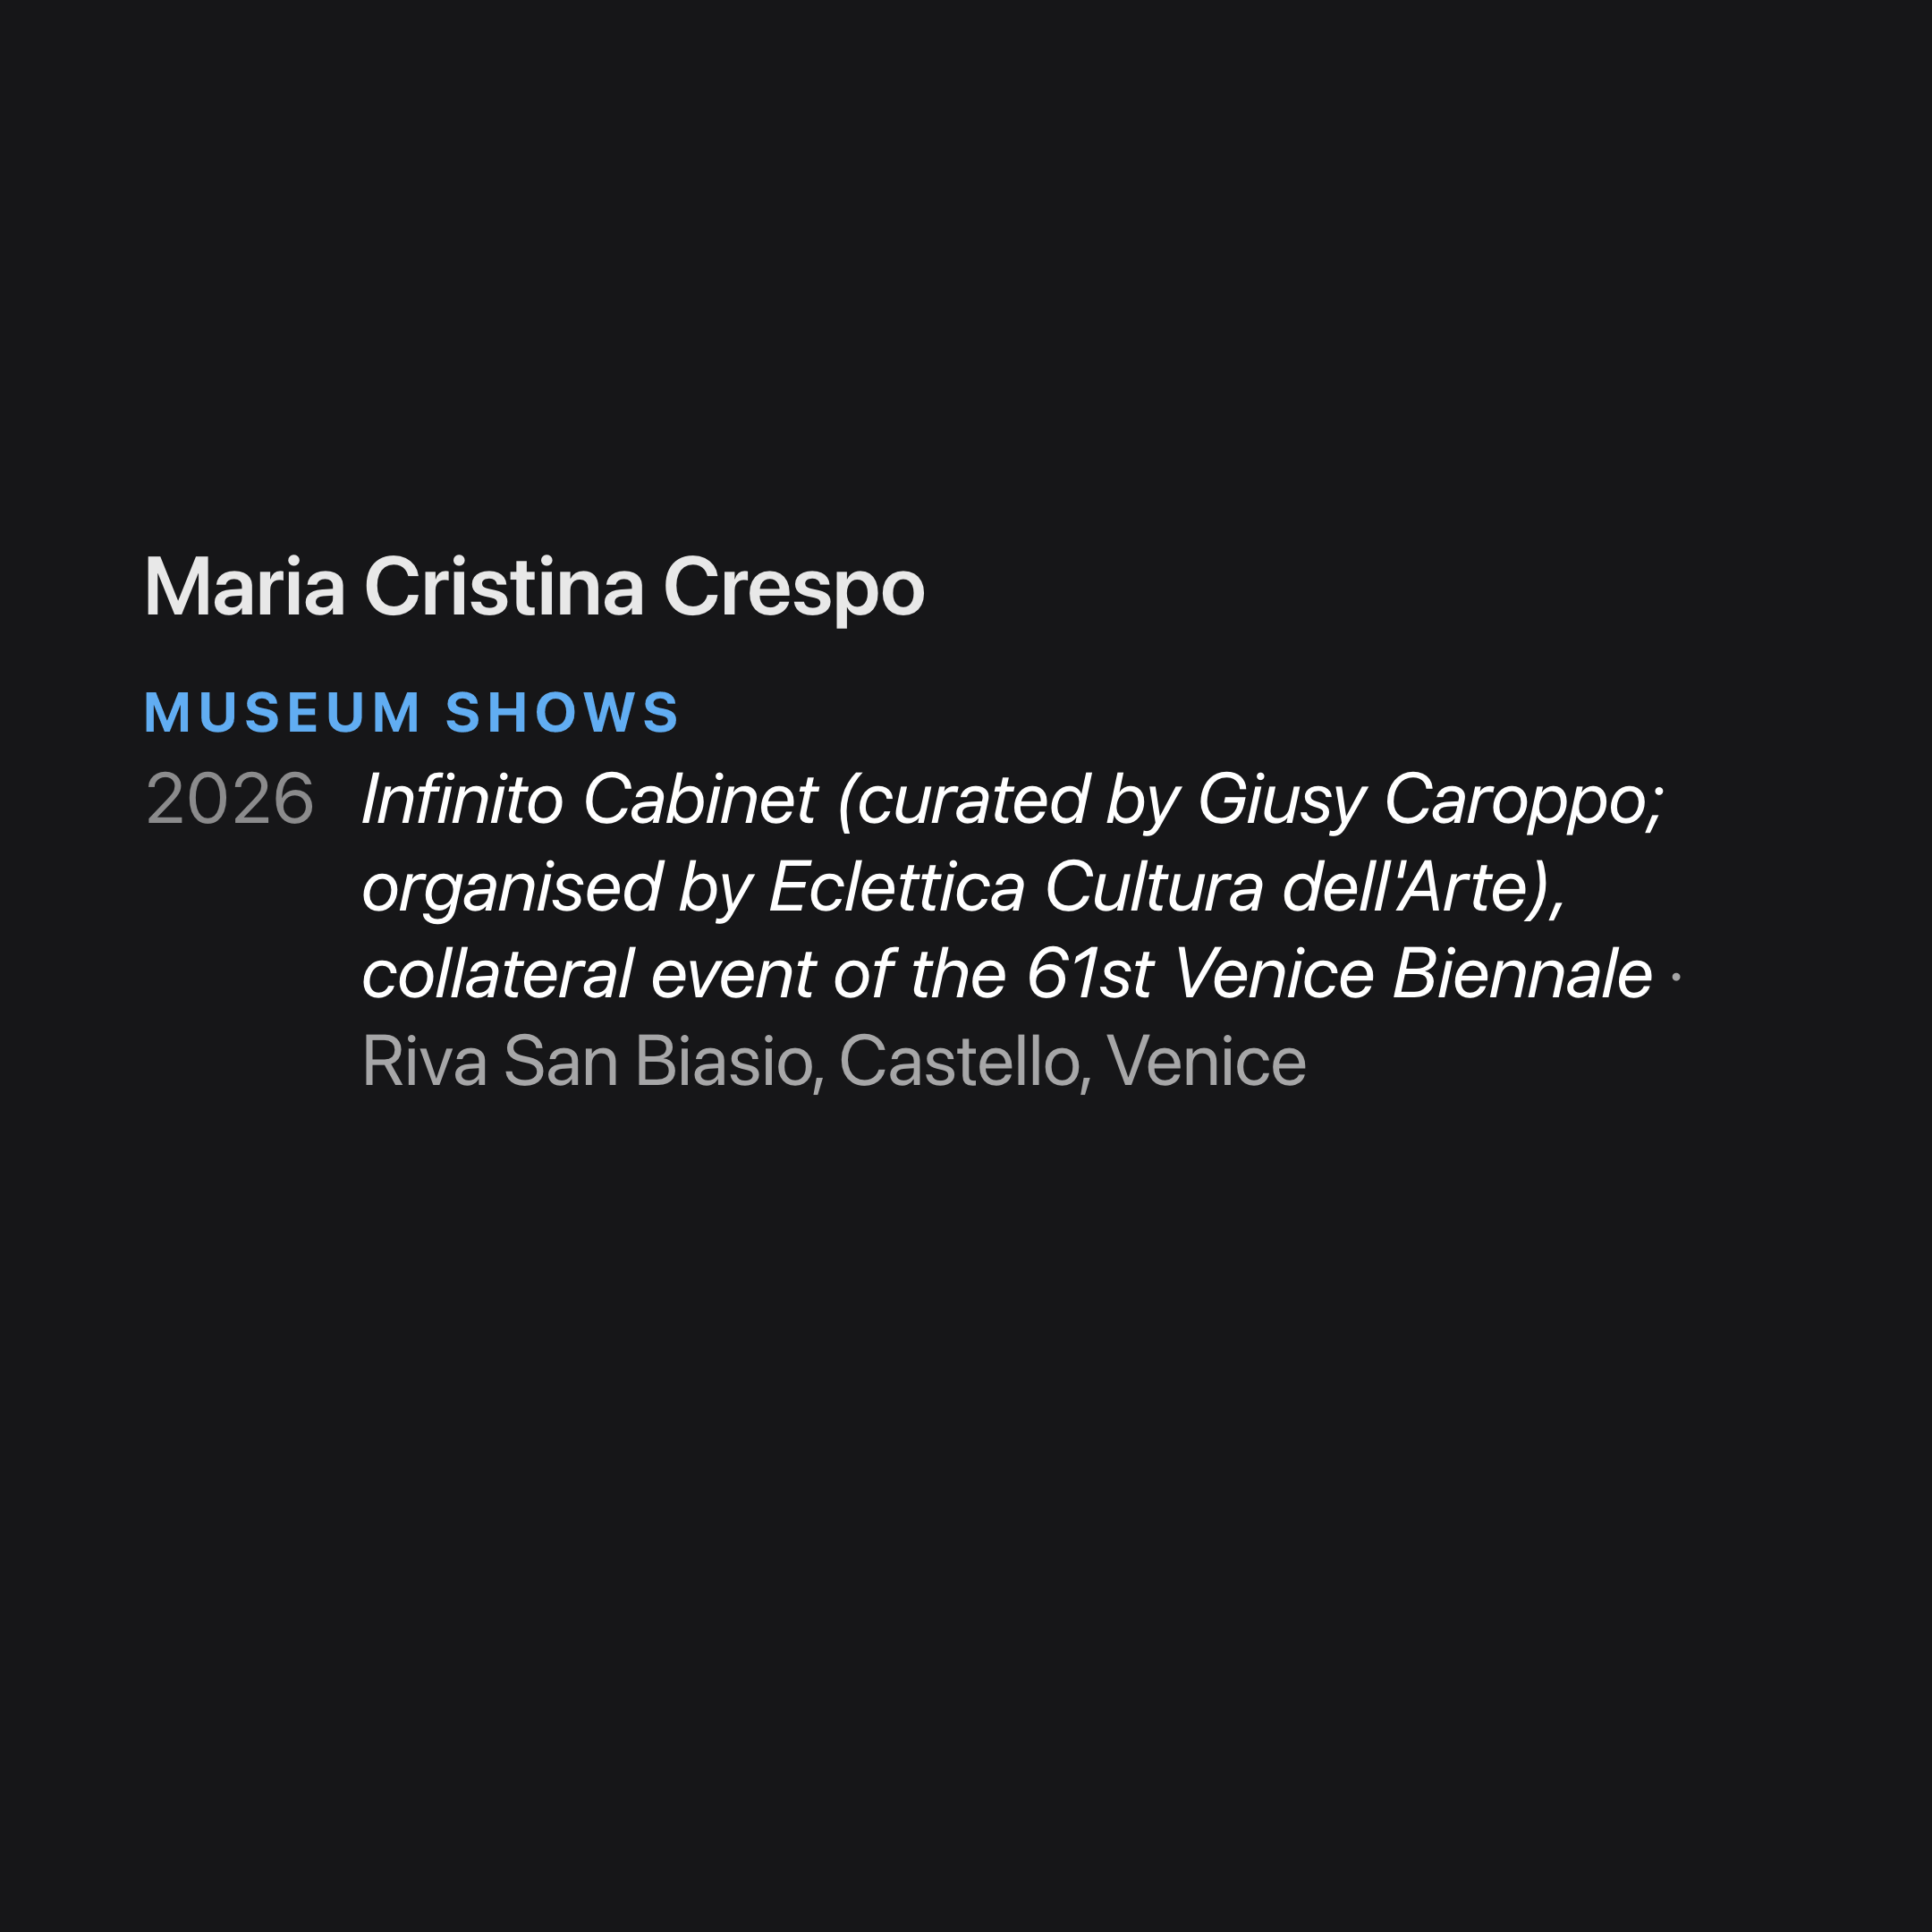 Maria Cristina Crespo
MUSEUM SHOWS
2026 Infinito Cabinet (curated by Giusy Caroppo;
organised by Eclettica Cultura dell'Arte),
collateral event of the 61st Venice Biennale ·
Riva San Biasio, Castello, Venice